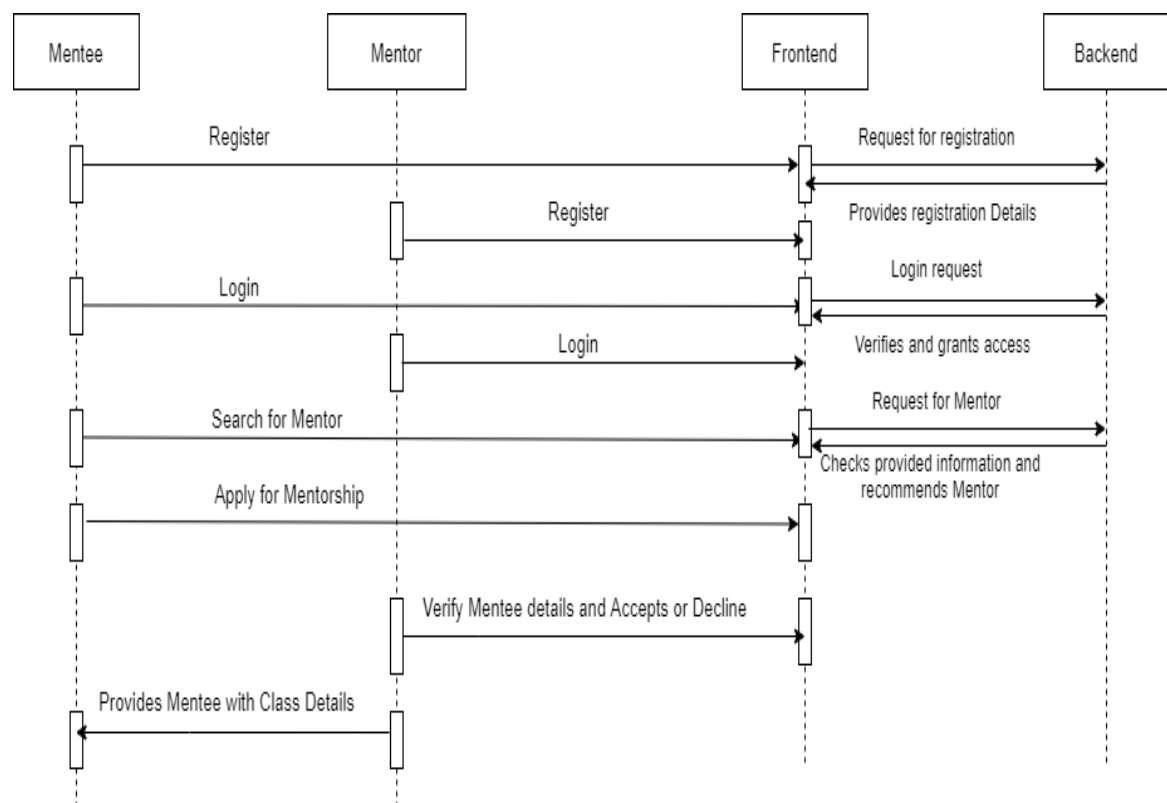 Mentee
Mentor
Frontend
Backend
Register
Request for registration
Register
Provides registration Details
Login request
Login
Login
Verifies and grants access
Request for Mentor
Search for Mentor
Checks provided information and
recommends Mentor
Apply for Mentorship
Verify Mentee details and Accepts or Decline
Provides Mentee with Class Details